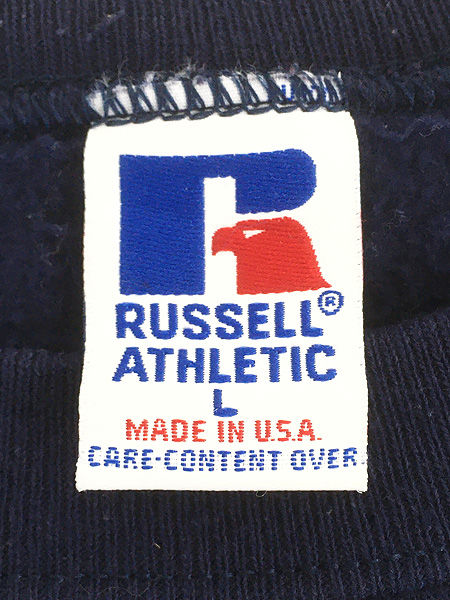 RUSSELL®
ATHLETIC
L
MADE IN U.S.A.
CARE-CONTENT OVER